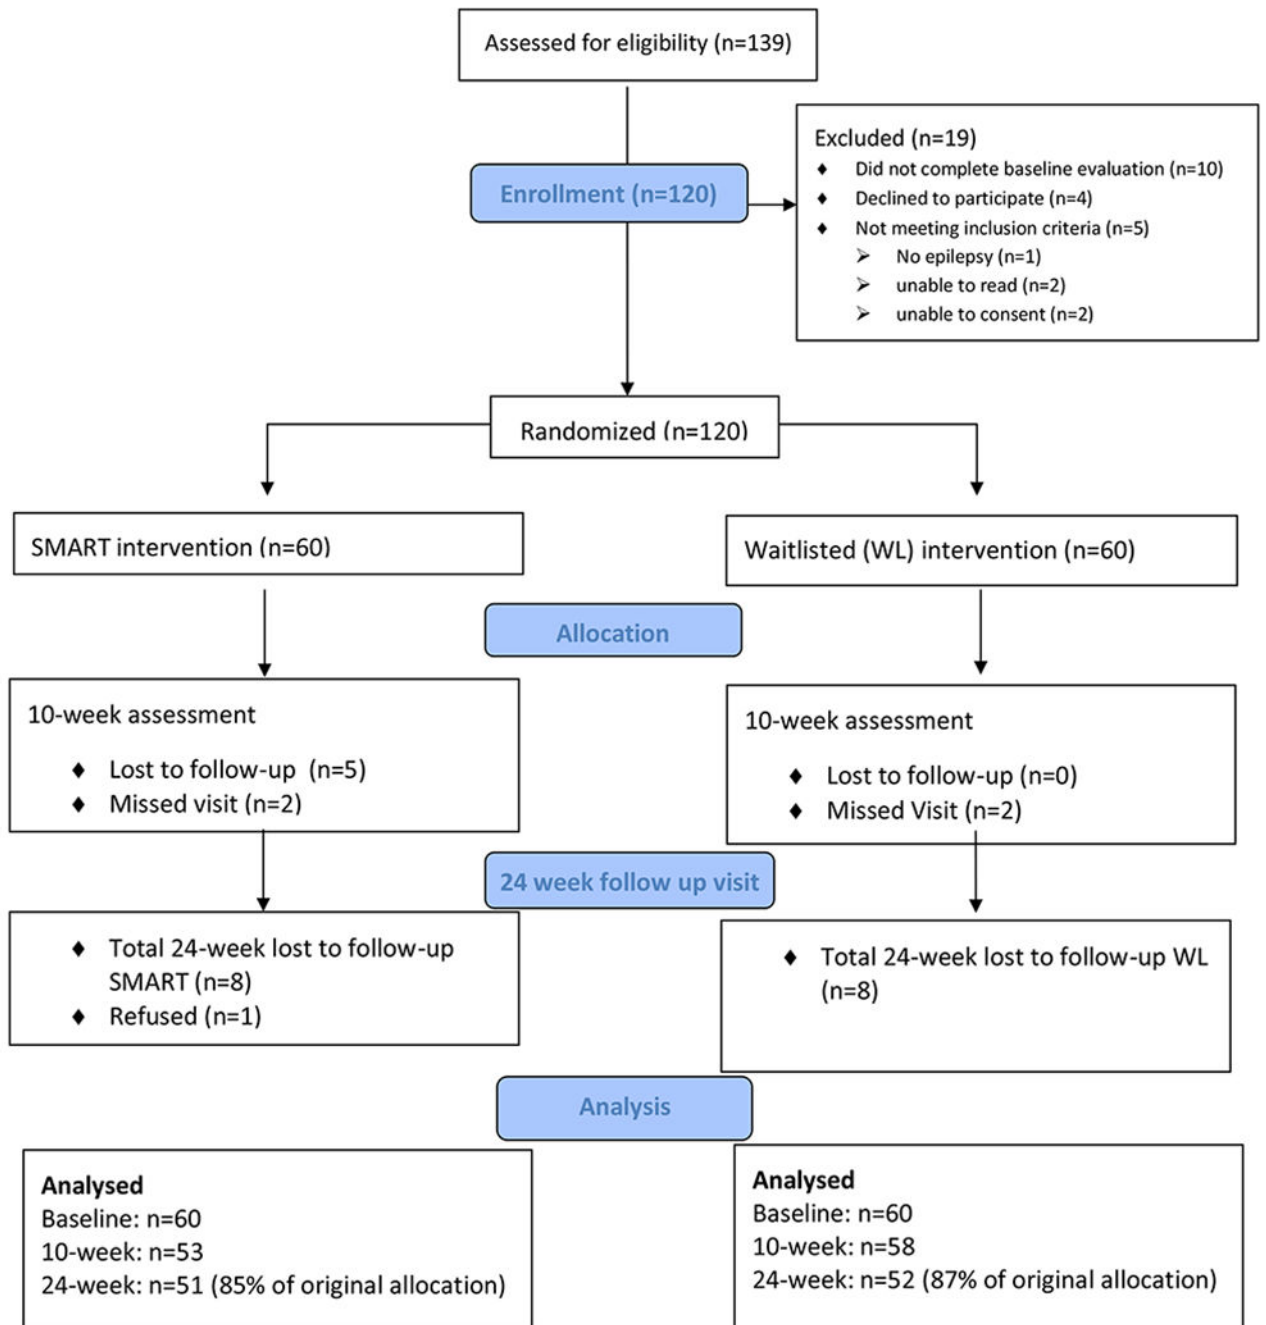 Assessed for eligibility (n=139)
Excluded (n=19)
♦ Did not complete baseline evaluation (n=10)
♦ Declined to participate (n=4)
♦ Not meeting inclusion criteria (n=5)
➢ No epilepsy (n=1)
➢ unable to read (n=2)
➢ unable to consent (n=2)
Enrollment (n=120)
Randomized (n=120)
SMART intervention (n=60)
Waitlisted (WL) intervention (n=60)
Allocation
10-week assessment
♦ Lost to follow-up (n=5)
♦ Missed visit (n=2)
10-week assessment
♦ Lost to follow-up (n=0)
♦ Missed Visit (n=2)
24 week follow up visit
♦ Total 24-week lost to follow-up
SMART (n=8)
♦ Refused (n=1)
♦ Total 24-week lost to follow-up WL
(n=8)
Analysis
Analysed
Baseline: n=60
10-week: n=53
24-week: n=51 (85% of original allocation)
Analysed
Baseline: n=60
10-week: n=58
24-week: n=52 (87% of original allocation)